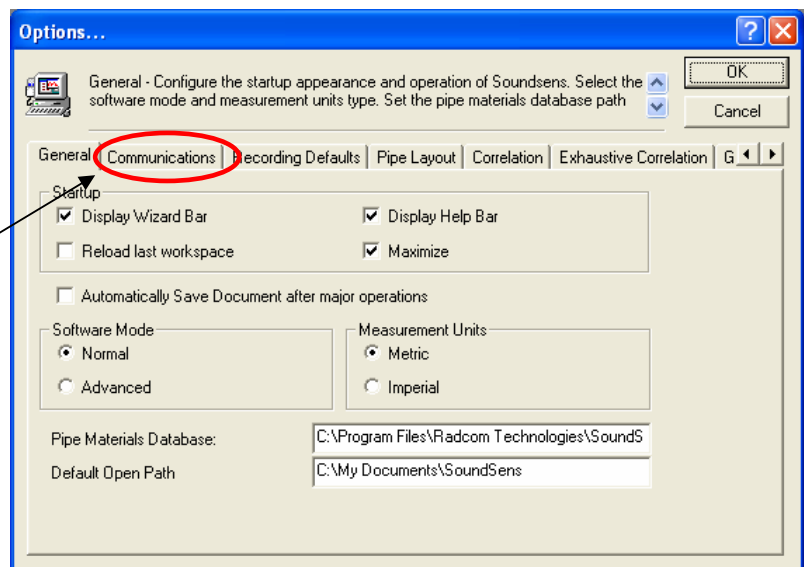 Options...
General - Configure the startup appearance and operation of Soundsens. Select the
software mode and measurement units type. Set the pipe materials database path
OK
Cancel
General Communications Recording Defaults Pipe Layout Correlation Exhaustive Correlation G
Startup
Display Wizard Bar Display Help Bar
Reload last workspace Maximize
Automatically Save Document after major operations
Software Mode Measurement Units
Normal Metric
Advanced Imperial
Pipe Materials Database: C:\Program Files\Radcom Technologies\SoundS
Default Open Path C:\My Documents\SoundSens